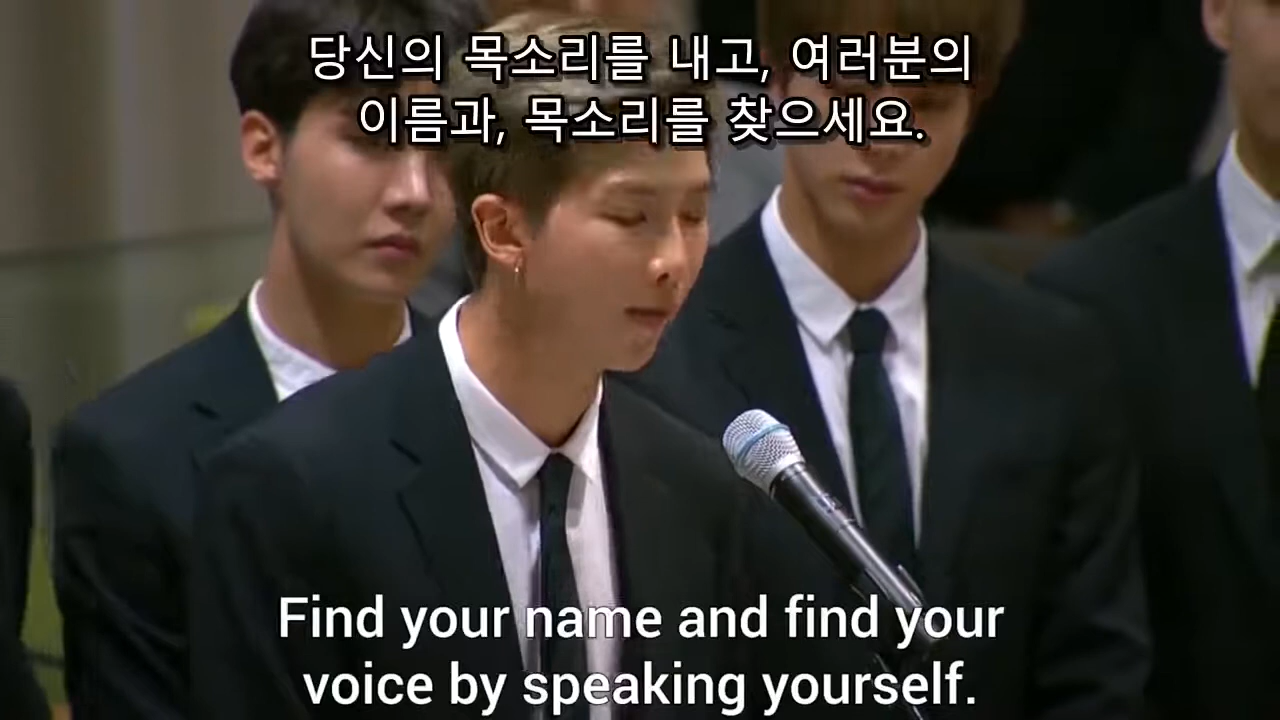 당신의 목소리를 내고, 여러분의
이름과, 목소리를 찾으세요.
Find your name and find your
voice by speaking yourself.